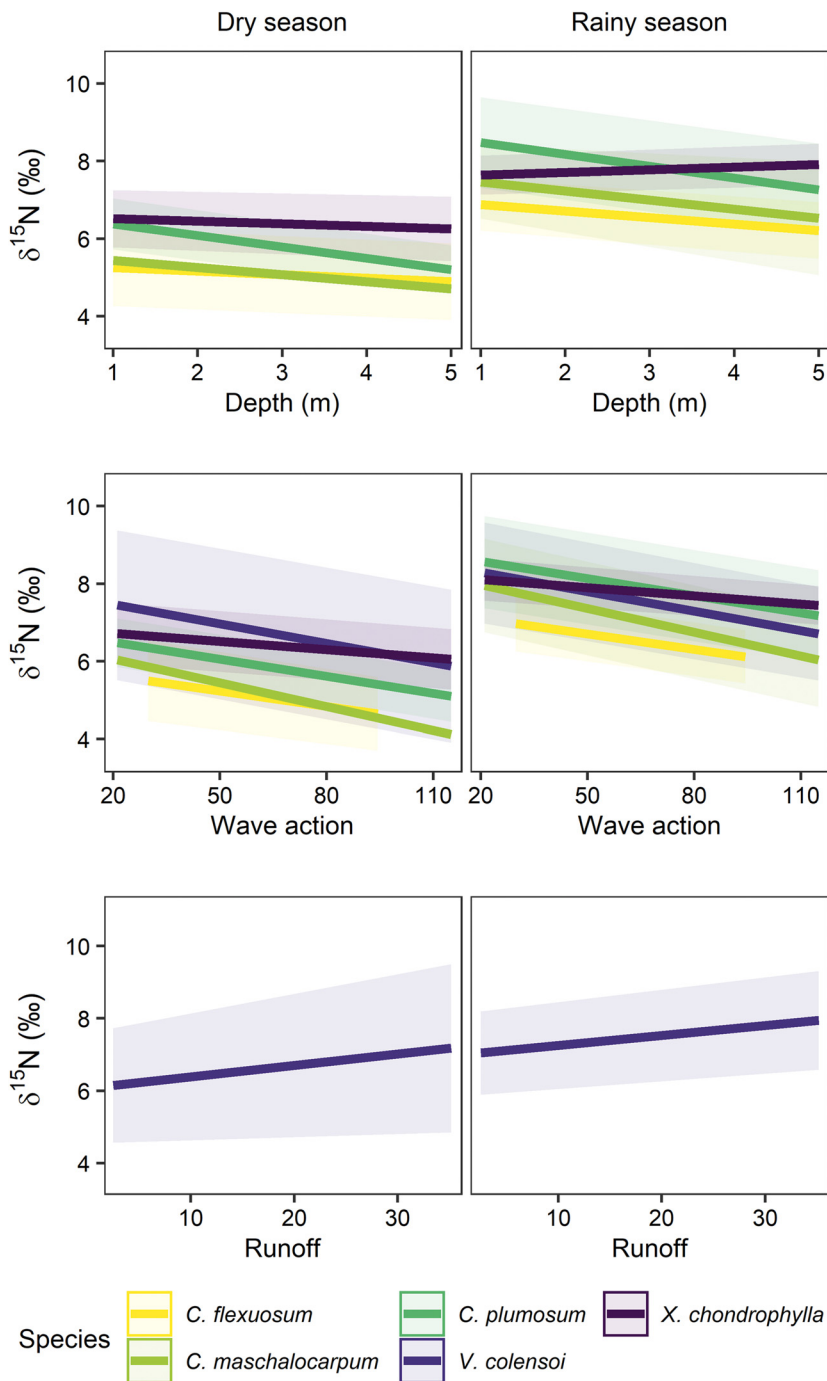 Dry season Rainy season
10
8
6
4
δ15N (‰)
1 2 3 4 5 1 2 3 4 5
Depth (m) Depth (m)
10
8
6
4
δ15N (‰)
20 50 80 110 20 50 80 110
Wave action Wave action
10
8
6
4
δ15N (‰)
10 20 30 10 20 30
Runoff Runoff
Species
C. flexuosum C. plumosum X. chondrophylla
C. maschalocarpum V. colensoi